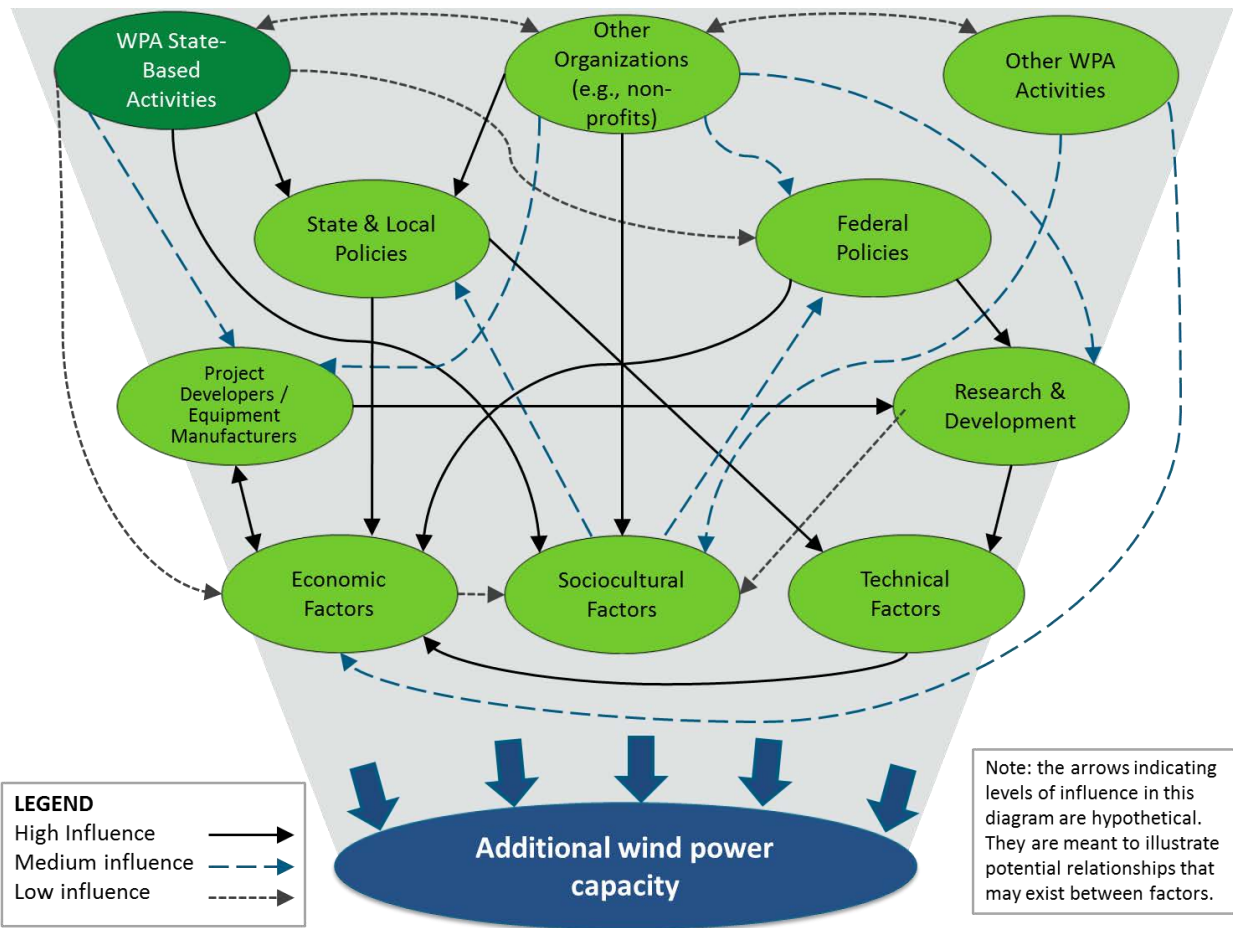 WPA State-
Based
Activities
Other
Organizations
(e.g., non-
profits)
Other WPA
Activities
State & Local
Policies
Federal
Policies
Project
Developers /
Equipment
Manufacturers
Research &
Development
Economic
Factors
Sociocultural
Factors
Technical
Factors
Additional wind power
capacity
LEGEND
High Influence
Medium influence
Low influence
Note: the arrows indicating
levels of influence in this
diagram are hypothetical.
They are meant to illustrate
potential relationships that
may exist between factors.